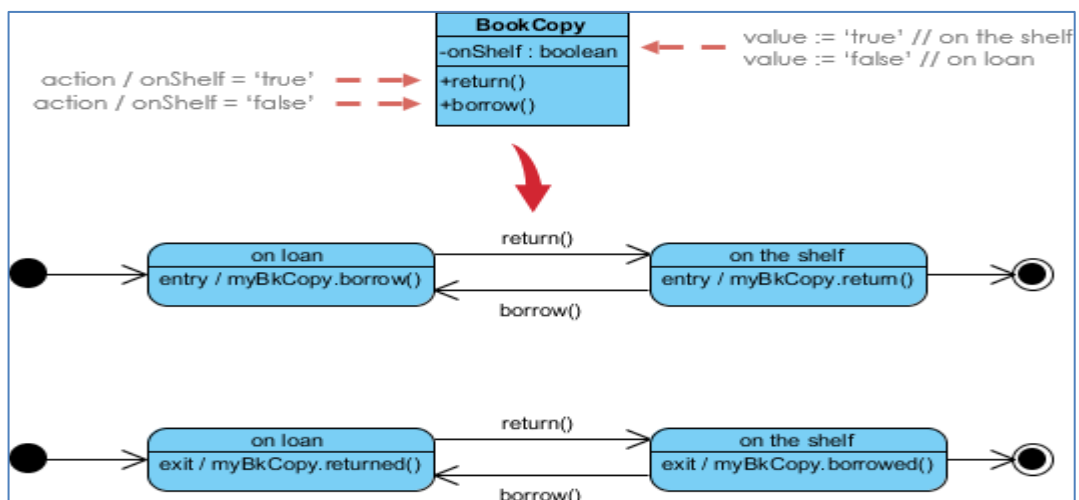 BookCopy
-onShelf : boolean
+return()
+borrow()
value := 'true' // on the shelf
value := 'false' // on loan
action / onShelf = 'true'
action / onShelf = 'false'
return()
on loan
entry / myBkCopy.borrow()
on the shelf
entry / myBkCopy.return()
borrow()
return()
on loan
exit / myBkCopy.returned()
on the shelf
exit / myBkCopy.borrowed()
borrow()